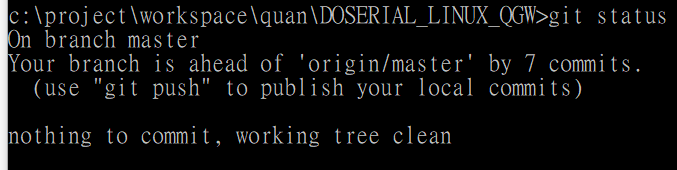 c:\project\workspace\quan\DOSERIAL_LINUX_QGW>git status
On branch master
Your branch is ahead of 'origin/master' by 7 commits.
  (use "git push" to publish your local commits)

nothing to commit, working tree clean